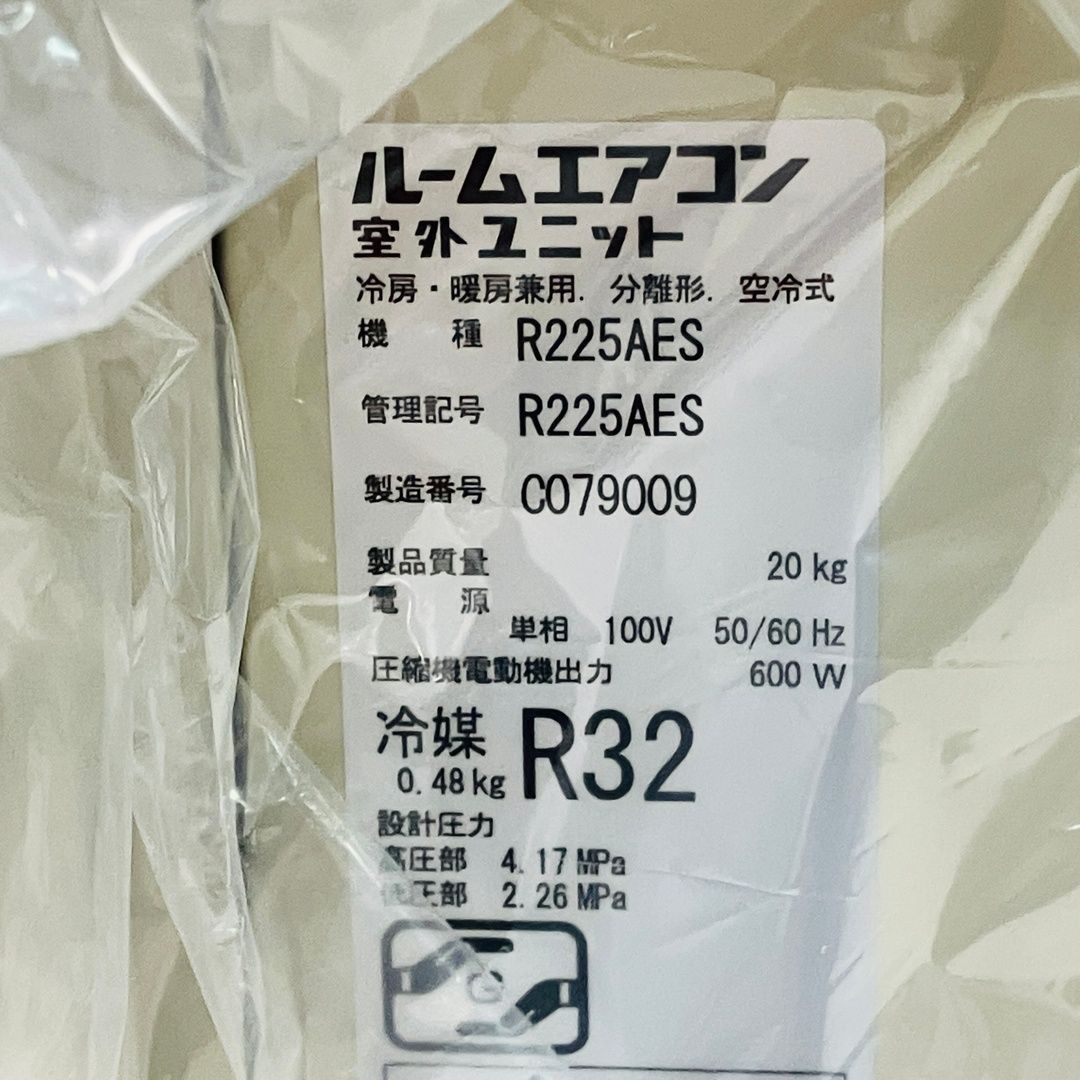 ルームエアコン
室外ユニット
冷房・暖房兼用. 分離形. 空冷式
機種 R225AES
管理記号 R225AES
製造番号 C079009
製品質量 20 kg
電源
単相 100V 50/60 Hz
圧縮機電動機出力 600 W
冷媒 R32
0.48kg
設計圧力
高圧部 4.17 MPa
低圧部 2.26 MPa